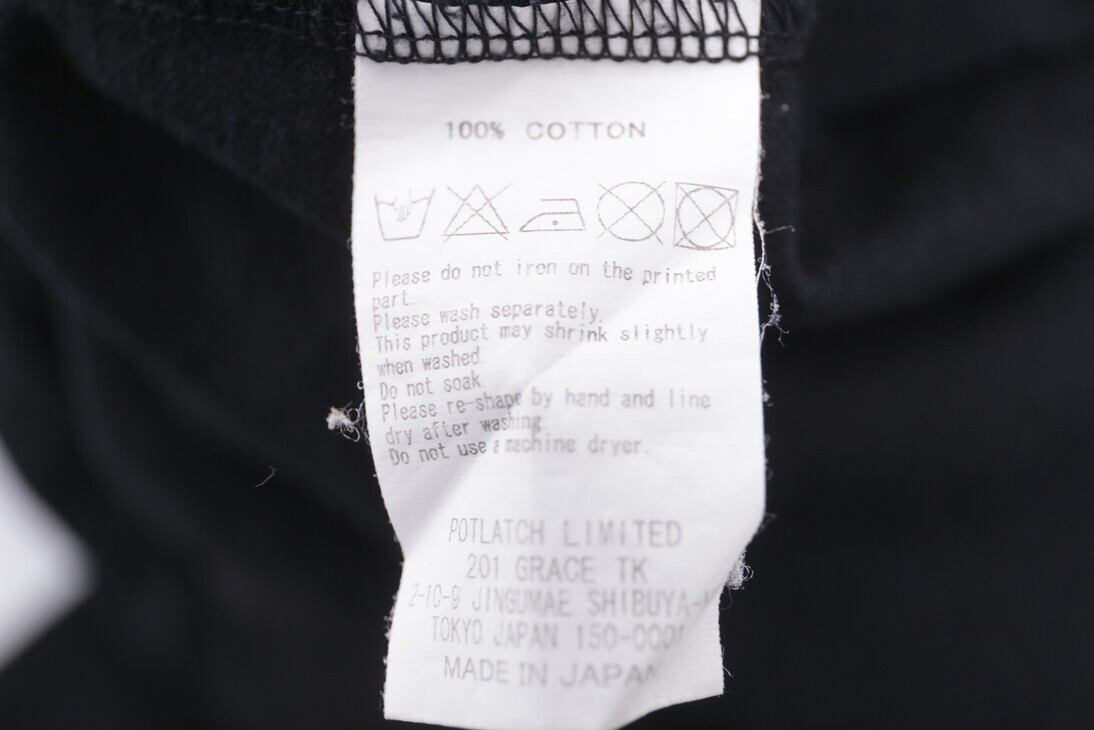 100% COTTON
Please do not iron on the printed
part.
Please wash separately.
This product may shrink slightly
when washed.
Do not soak.
Please re-shape by hand and line
dry after washing.
Do not use a machine dryer.
POTLATCH LIMITED
201 GRACE TK
2-10-9 JINGUMAE
TOKYO JAPAN
MADE IN JAPAN